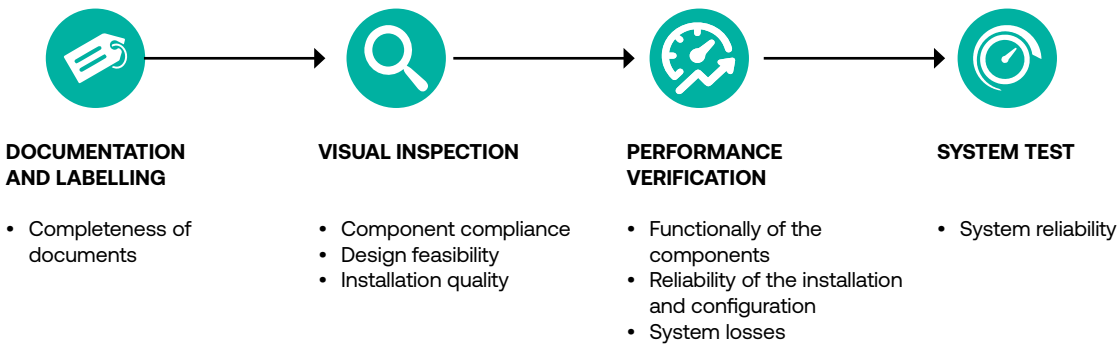 DOCUMENTATION
AND LABELLING
• Completeness of
documents
VISUAL INSPECTION
• Component compliance
• Design feasibility
• Installation quality
PERFORMANCE
VERIFICATION
• Functionally of the
components
• Reliability of the installation
and configuration
• System losses
SYSTEM TEST
• System reliability